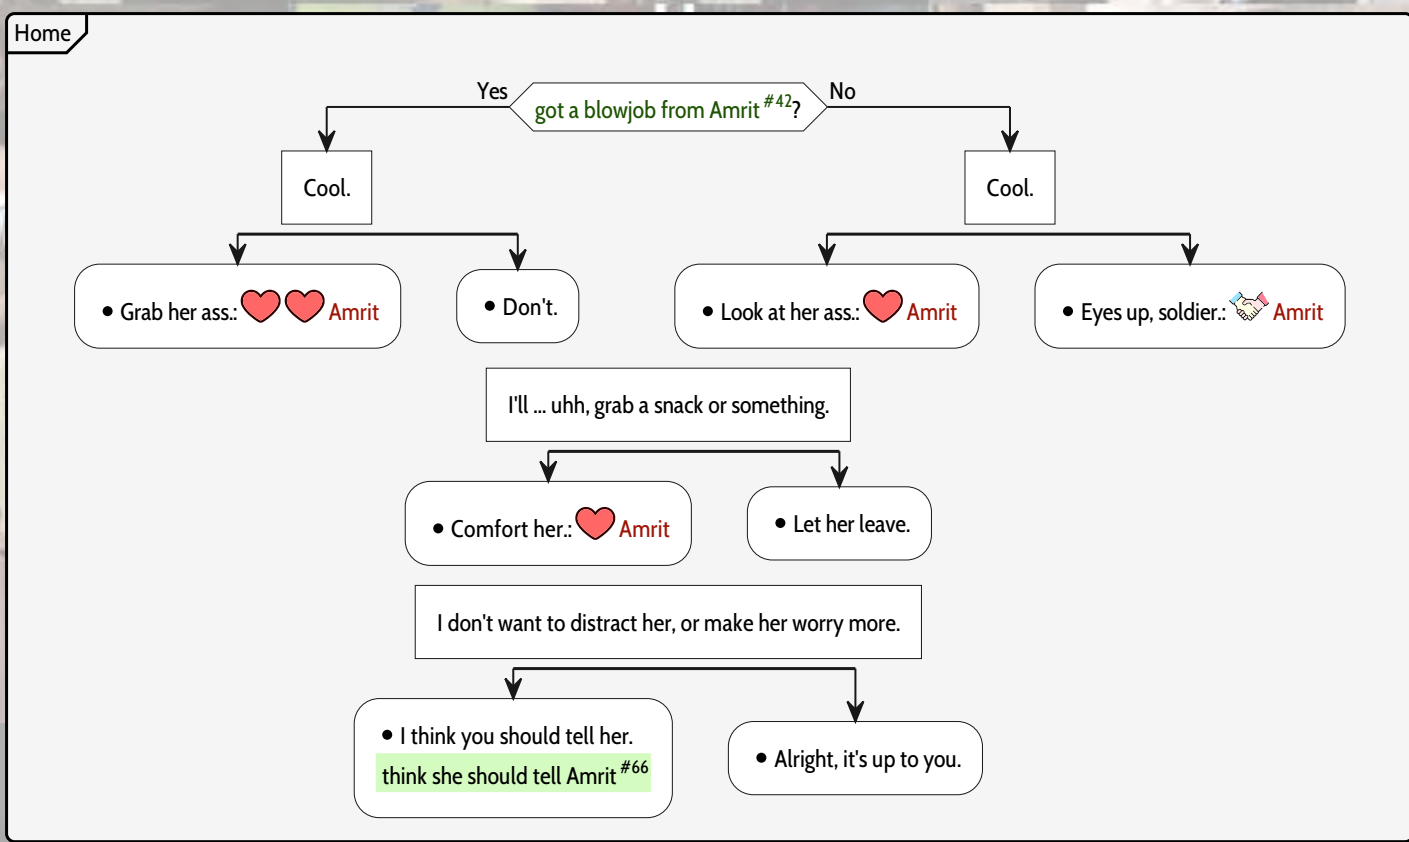 Home
Yes
got a blowjob from Amrit #42?
No
Cool.
Cool.
• Grab her ass.: Amrit
• Don't.
• Look at her ass.: Amrit
• Eyes up, soldier.: Amrit
I'll ... uhh, grab a snack or something.
• Comfort her.: Amrit
• Let her leave.
I don't want to distract her, or make her worry more.
• I think you should tell her.
think she should tell Amrit #66
• Alright, it's up to you.